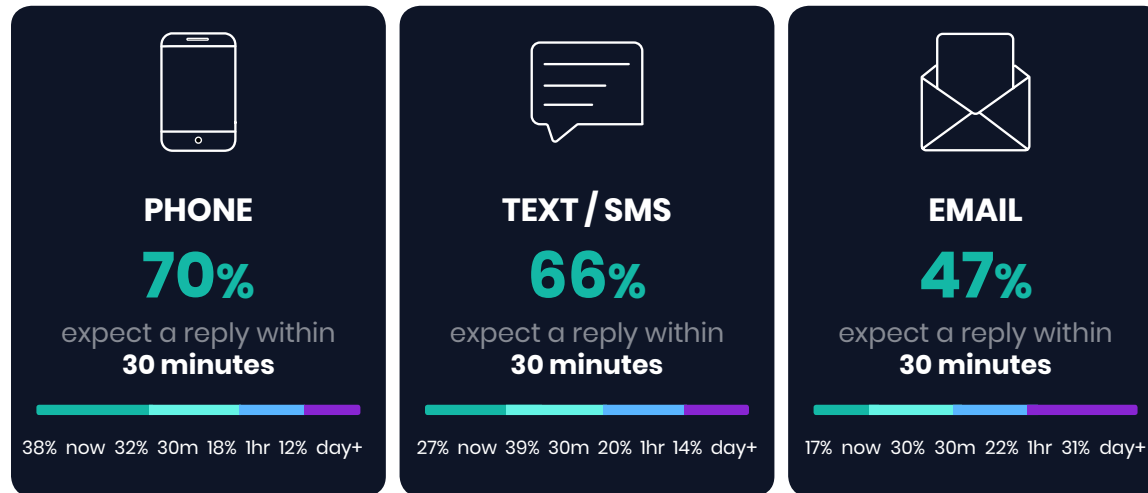 PHONE
70%
expect a reply within
30 minutes
38% now 32% 30m 18% 1hr 12% day+
TEXT / SMS
66%
expect a reply within
30 minutes
27% now 39% 30m 20% 1hr 14% day+
EMAIL
47%
expect a reply within
30 minutes
17% now 30% 30m 22% 1hr 31% day+